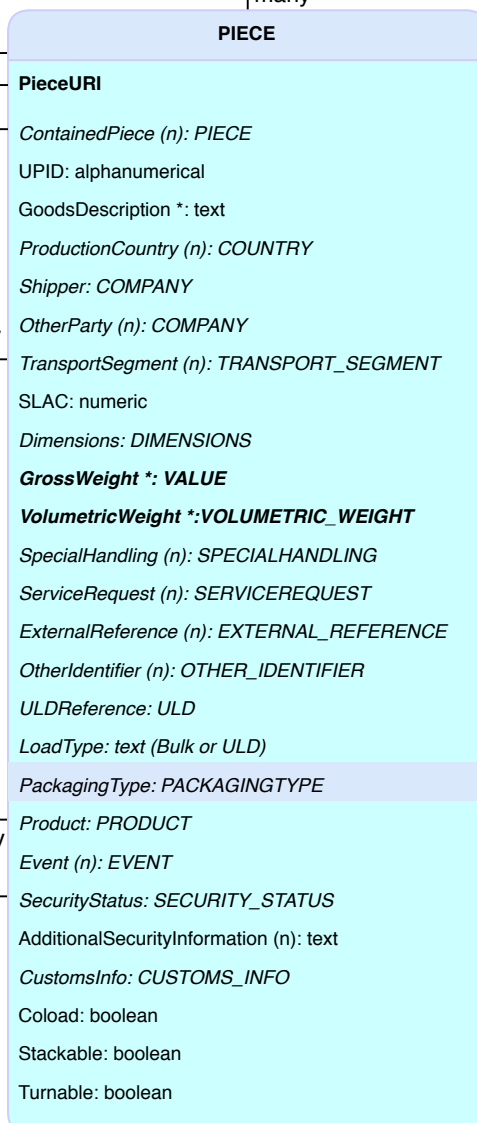 many
PIECE
PieceURI
ContainedPiece (n): PIECE
UPID: alphanumerical
GoodsDescription *: text
ProductionCountry (n): COUNTRY
Shipper: COMPANY
OtherParty (n): COMPANY
TransportSegment (n): TRANSPORT_SEGMENT
SLAC: numeric
Dimensions: DIMENSIONS
GrossWeight *: VALUE
VolumetricWeight *:VOLUMETRIC_WEIGHT
SpecialHandling (n): SPECIALHANDLING
ServiceRequest (n): SERVICEREQUEST
ExternalReference (n): EXTERNAL_REFERENCE
OtherIdentifier (n): OTHER_IDENTIFIER
ULDReference: ULD
LoadType: text (Bulk or ULD)
PackagingType: PACKAGINGTYPE
Product: PRODUCT
Event (n): EVENT
SecurityStatus: SECURITY_STATUS
AdditionalSecurityInformation (n): text
CustomsInfo: CUSTOMS_INFO
Coload: boolean
Stackable: boolean
Turnable: boolean